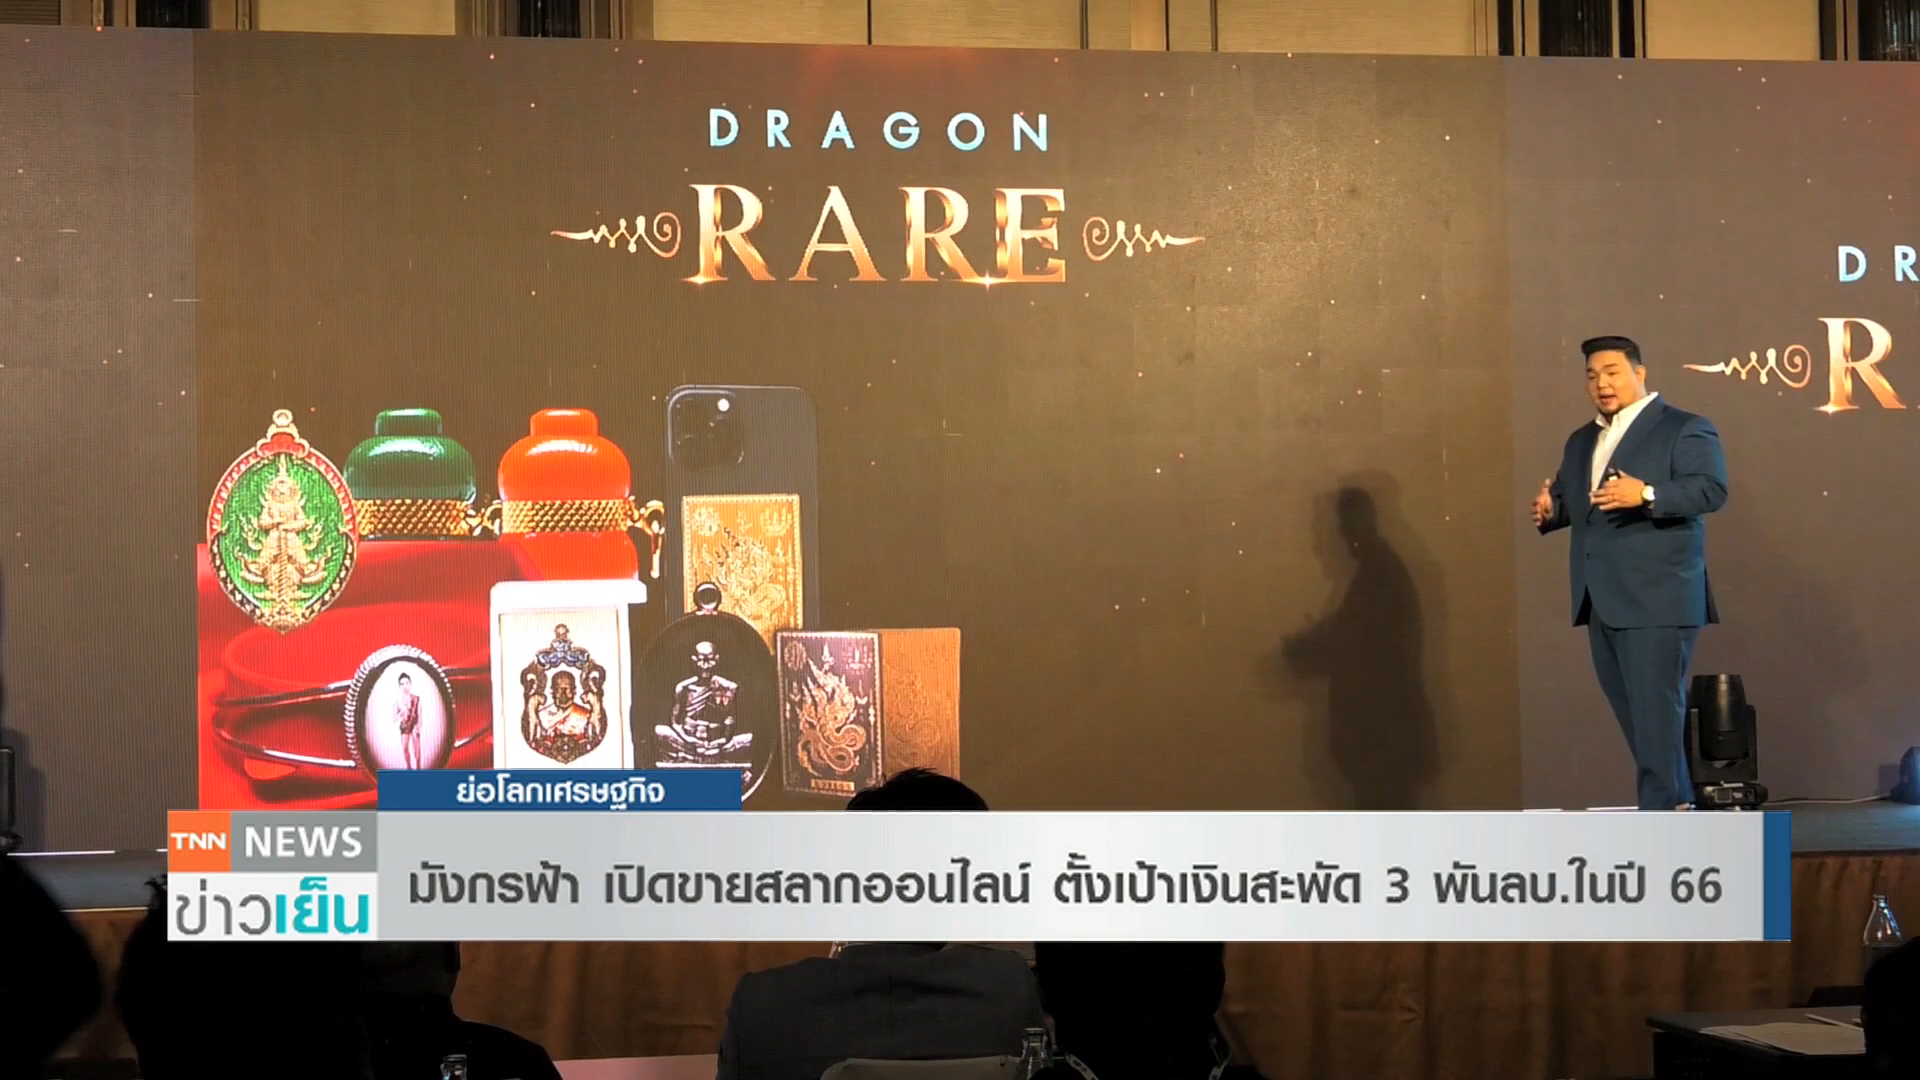 DRAGON
RARE
DR
R
ย่อโลกเศรษฐกิจ
TNN NEWS
ข่าวเย็น
มังกรฟ้า เปิดขายสลากออนไลน์ ตั้งเป้าเงินสะพัด 3 พันลบ.ในปี 66